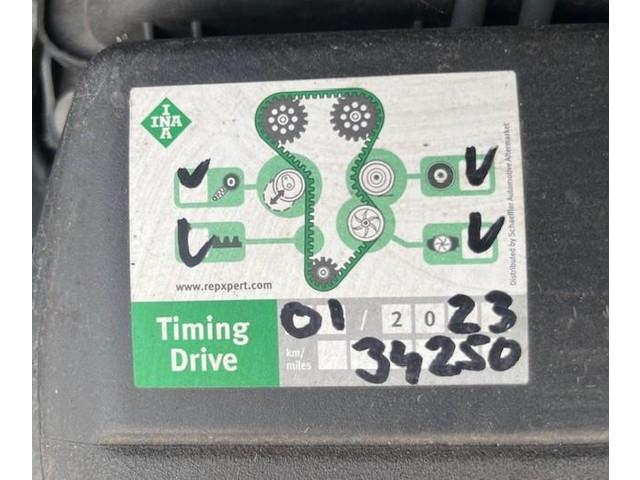 I
INA
A
www.repxpert.com
Distributed by Schaeffler Automotive Aftermarket
Timing
Drive
01 / 2023
km/
miles
34250